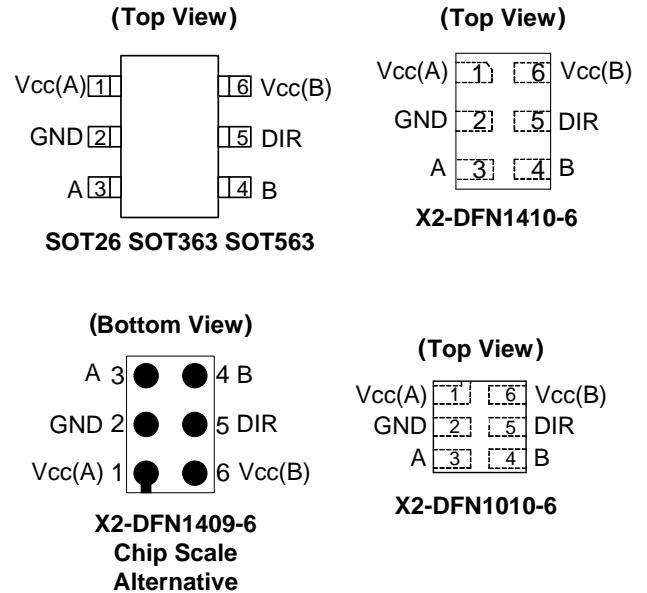 (Top View)
Vcc(A) 1 6 Vcc(B)
GND 2 5 DIR
A 3 4 B
SOT26 SOT363 SOT563
(Top View)
Vcc(A) 1 6 Vcc(B)
GND 2 5 DIR
A 3 4 B
X2-DFN1410-6
(Bottom View)
A 3 4 B
GND 2 5 DIR
Vcc(A) 1 6 Vcc(B)
X2-DFN1409-6
Chip Scale
Alternative
(Top View)
Vcc(A) 1 6 Vcc(B)
GND 2 5 DIR
A 3 4 B
X2-DFN1010-6